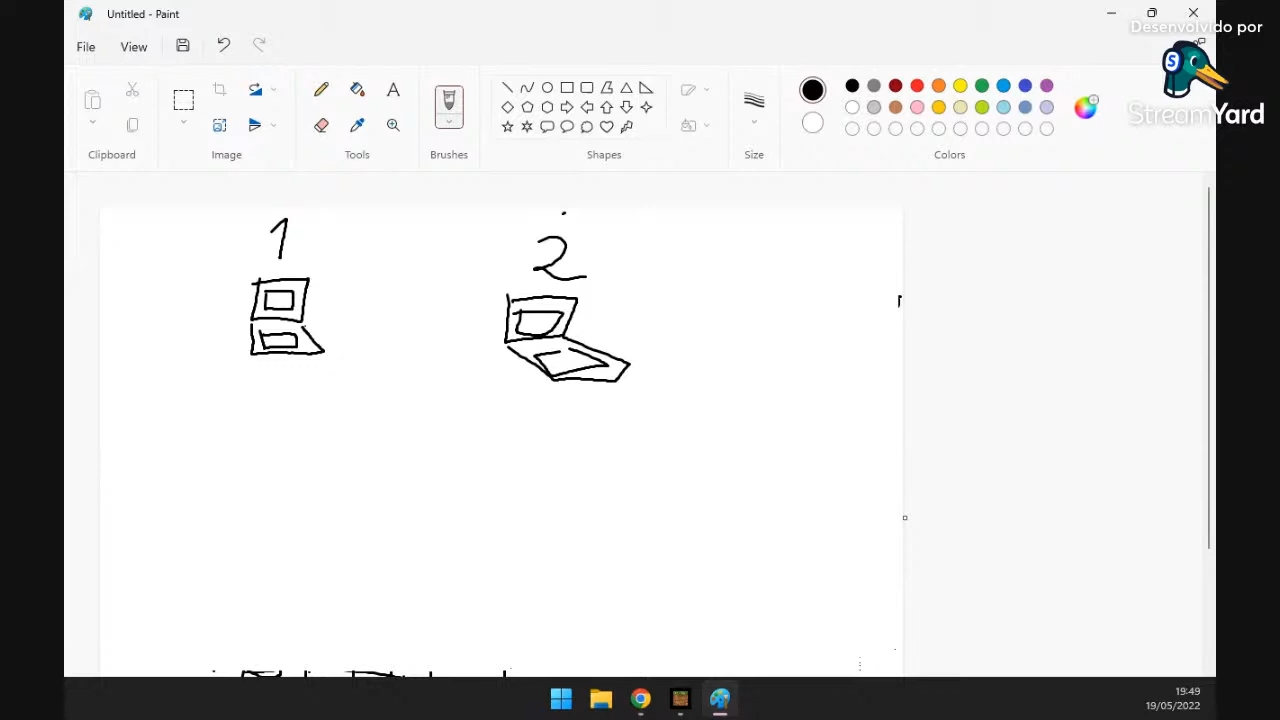 Untitled - Paint
Desenvolvido por
StreamYard
File
View
Clipboard
Image
Tools
Brushes
Shapes
Size
Colors
1
2
19:49
19/05/2022